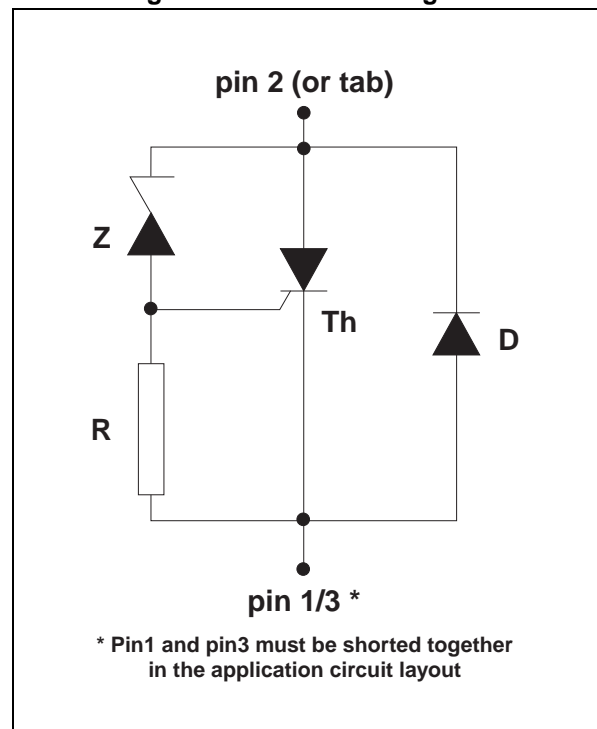 pin 2 (or tab)
Z
Th
D
R
pin 1/3 *
* Pin1 and pin3 must be shorted together
in the application circuit layout